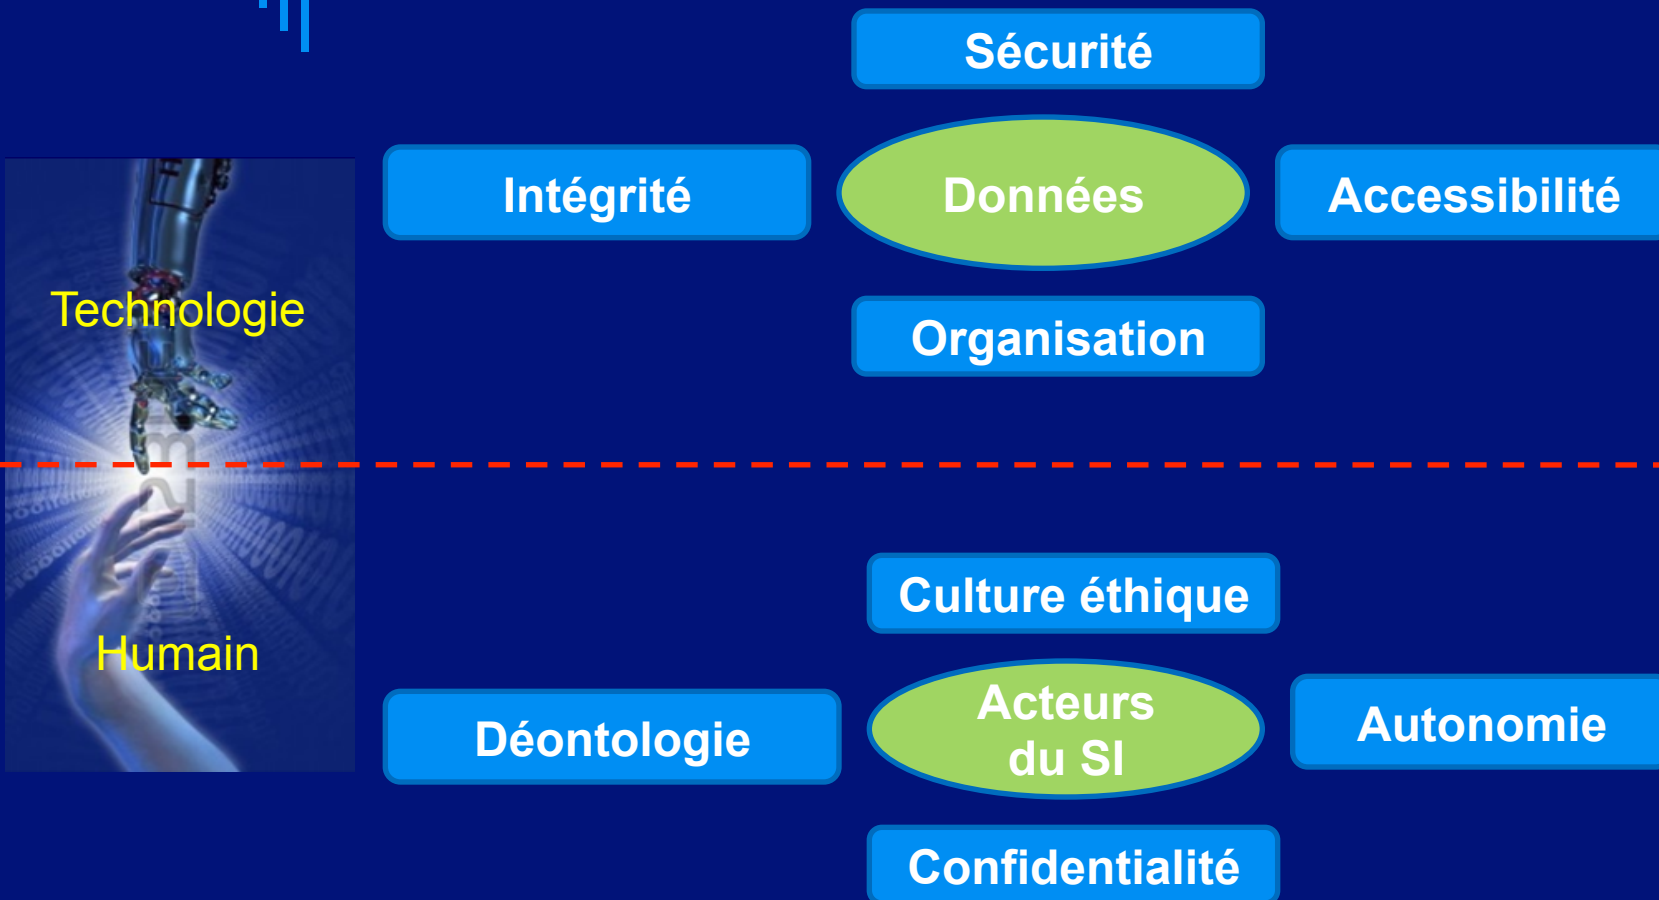 Sécurité
Intégrité
Données
Accessibilité
Technologie
Organisation
Culture éthique
Humain
Acteurs
du SI
Déontologie
Autonomie
Confidentialité